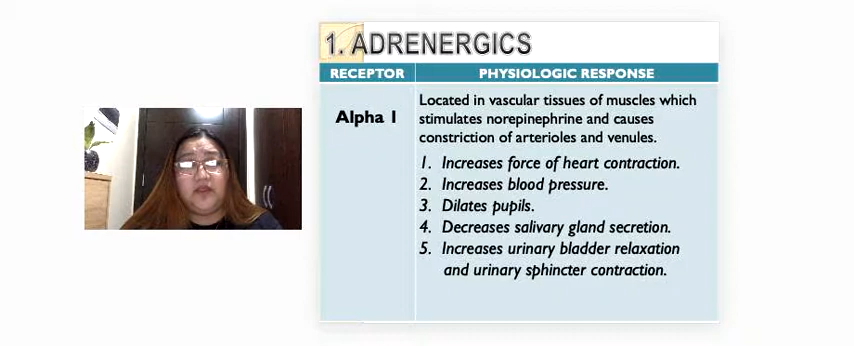 1. ADRENERGICS
RECEPTOR
PHYSIOLOGIC RESPONSE
Alpha 1
Located in vascular tissues of muscles which
stimulates norepinephrine and causes
constriction of arterioles and venules.
1. Increases force of heart contraction.
2. Increases blood pressure.
3. Dilates pupils.
4. Decreases salivary gland secretion.
5. Increases urinary bladder relaxation
and urinary sphincter contraction.